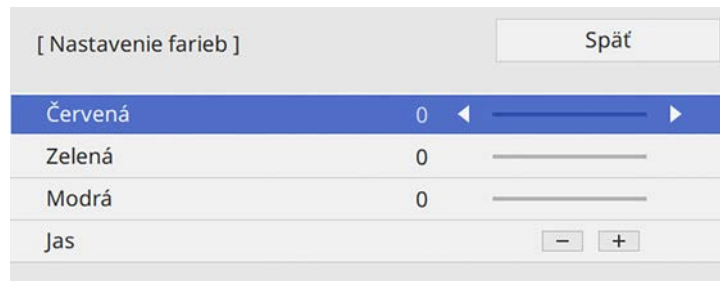 [ Nastavenie farieb ]
Späť
Červená 0
Zelená 0
Modrá 0
Jas − +